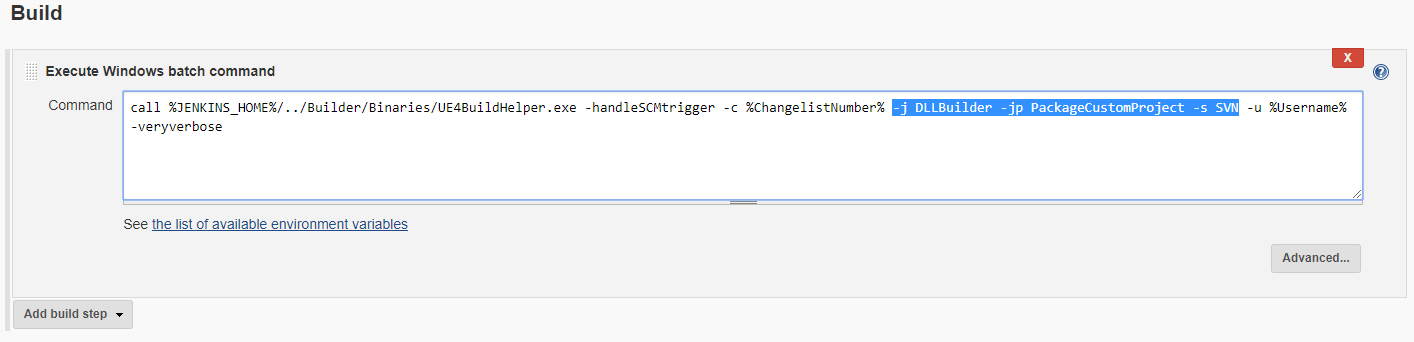 Build
X
Execute Windows batch command
?
Command
call %JENKINS_HOME%/../Builder/Binaries/UE4BuildHelper.exe -handleSCMtrigger -c %ChangelistNumber% -j DLLBuilder -jp PackageCustomProject -s SVN -u %Username%
-veryverbose
See the list of available environment variables
Advanced...
Add build step